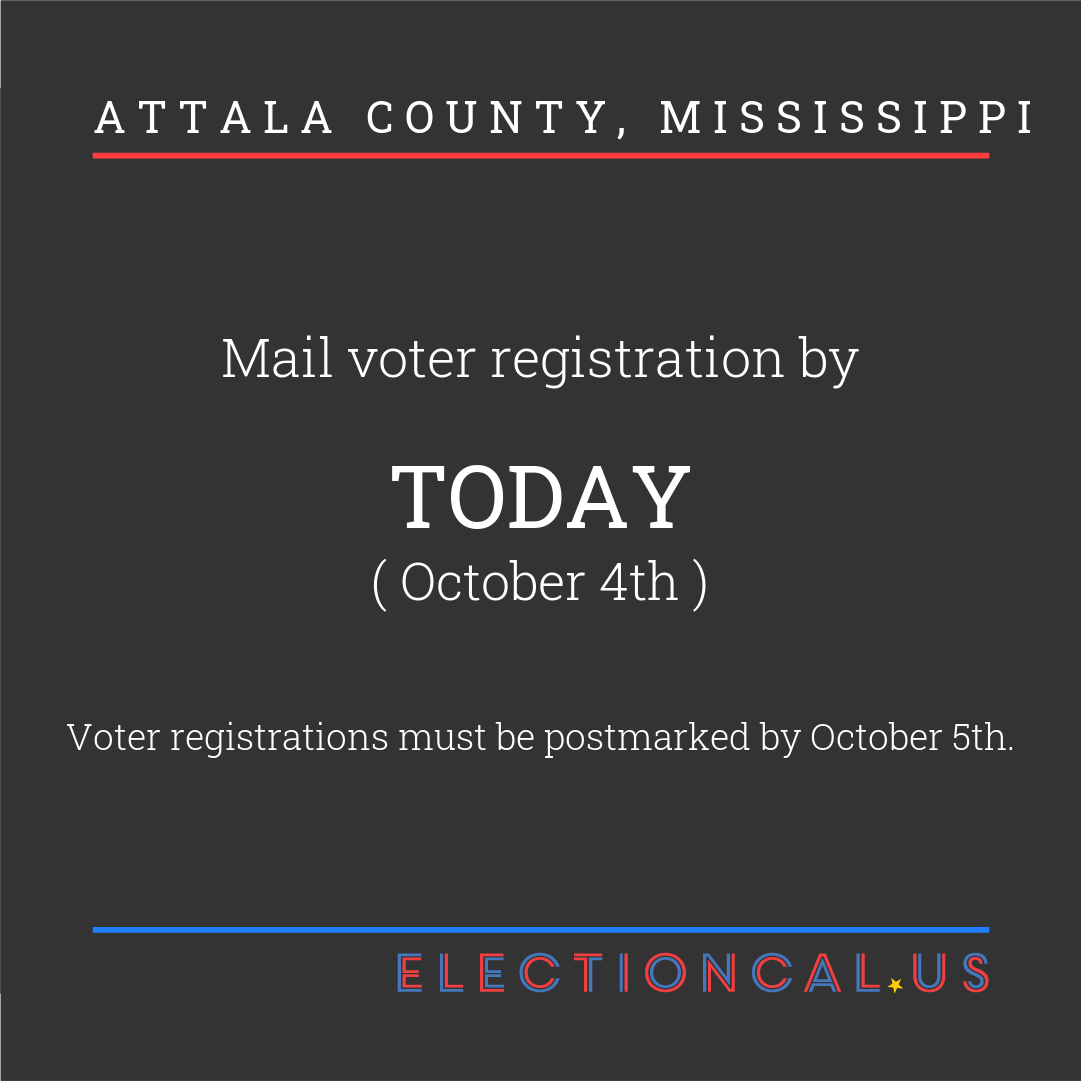 ATTALA COUNTY, MISSISSIPPI
Mail voter registration by
TODAY
( October 4th )
Voter registrations must be postmarked by October 5th.
ELECTIONCAL.US